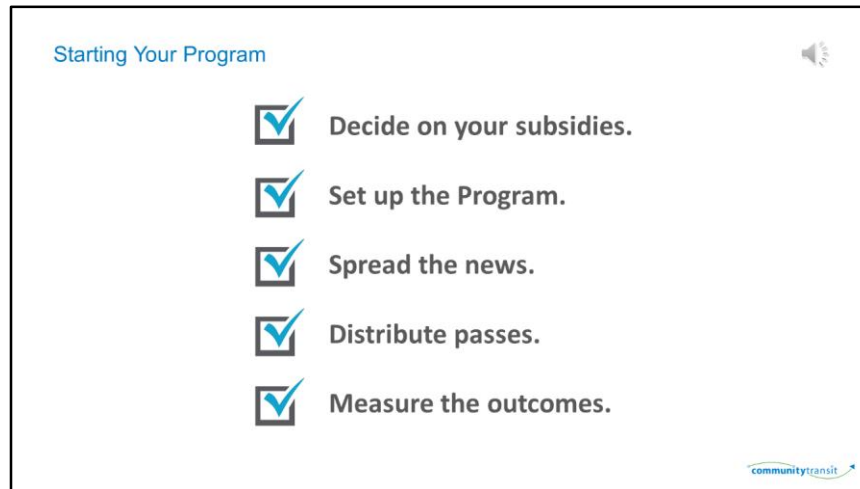 Starting Your Program
Decide on your subsidies.
Set up the Program.
Spread the news.
Distribute passes.
Measure the outcomes.
communitytransit